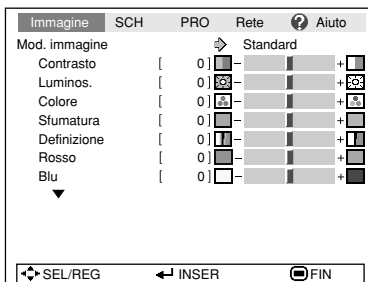 Immagine SCH PRO Rete ? Aiuto
Mod. immagine Standard
Contrasto [ 0 ] - +
Luminos. [ 0 ] - +
Colore [ 0 ] - +
Sfumatura [ 0 ] - +
Definizione [ 0 ] - +
Rosso [ 0 ] - +
Blu [ 0 ] - +
SEL/REG INSER FIN